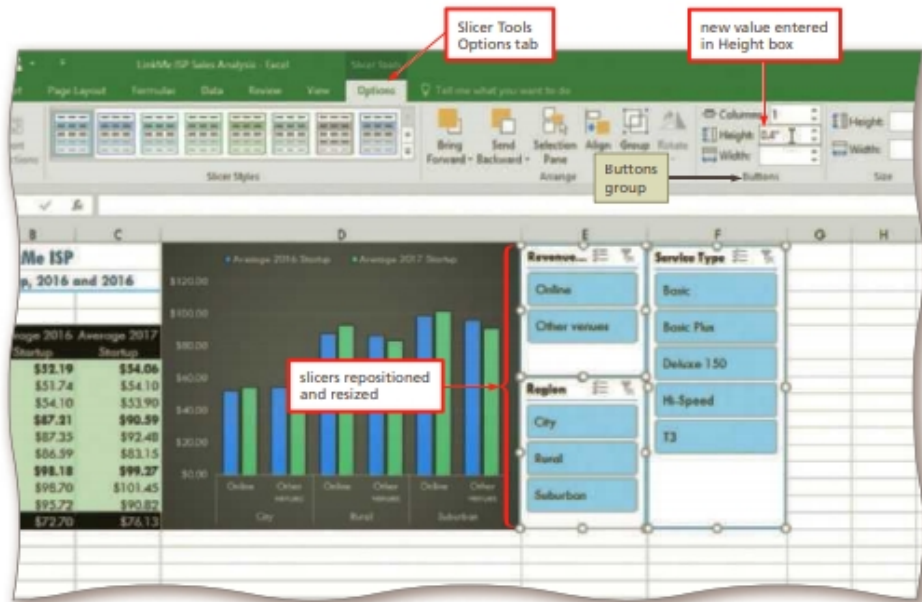 Slicer Tools
Options tab
new value entered
in Height box
LinkMe ISP Sales Analysis - Excel
Slicer Tools
Page Layout Formulas Data Review View Options Tell me what you want to do
Bring
Forward
Send
Backward
Selection
Pane
Align Group Rotate
Columns: 1
Height: 0.4"
Width:
Height:
Width:
Slicer Styles
Arrange
Buttons
Size
Buttons
group
B C D E F G H
Me ISP
p, 2016 and 2016
rage 2016 Average 2017
Startup Startup
$52.19 $54.06
$51.74 $54.10
$54.10 $53.90
$87.21 $90.59
$87.35 $92.48
$86.59 $83.15
$98.18 $99.27
$98.70 $101.45
$95.72 $90.82
$72.70 $76.13
Average 2016 Startup Average 2017 Startup
$120.00
$100.00
$80.00
$60.00
$40.00
$20.00
$0.00
Online Other venues Online Other venues Online Other venues
City Rural Suburban
slicers repositioned
and resized
Revenue...
Online
Other venues
Region
City
Rural
Suburban
Service Type
Basic
Basic Plus
Deluxe 150
Hi-Speed
T3